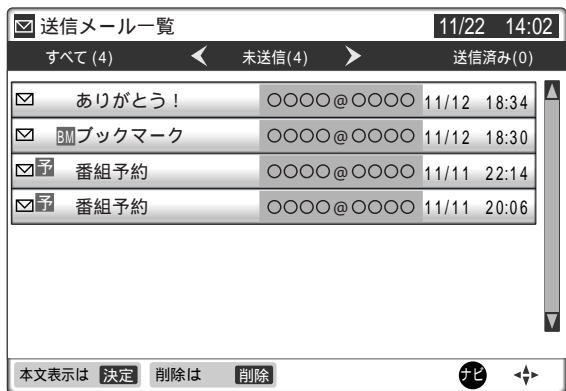 送信メール一覧 11/22 14:02
すべて(4) 未送信(4) 送信済み(0)
ありがとう! ○○○○@○○○○ 11/12 18:34
BMブックマーク ○○○○@○○○○ 11/12 18:30
予 番組予約 ○○○○@○○○○ 11/11 22:14
予 番組予約 ○○○○@○○○○ 11/11 20:06
本文表示は 決定 削除は 削除 ナビ